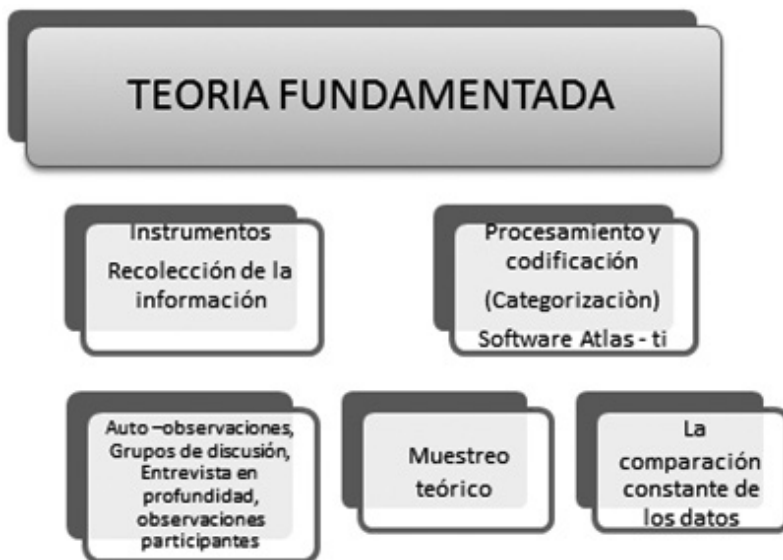 TEORIA FUNDAMENTADA
Instrumentos
Recolección de la
información
Procesamiento y
codificación
(Categorizaciòn)
Software Atlas - ti
Auto –observaciones,
Grupos de discusión,
Entrevista en
profundidad,
observaciones
participantes
Muestreo
teórico
La
comparación
constante de
los datos